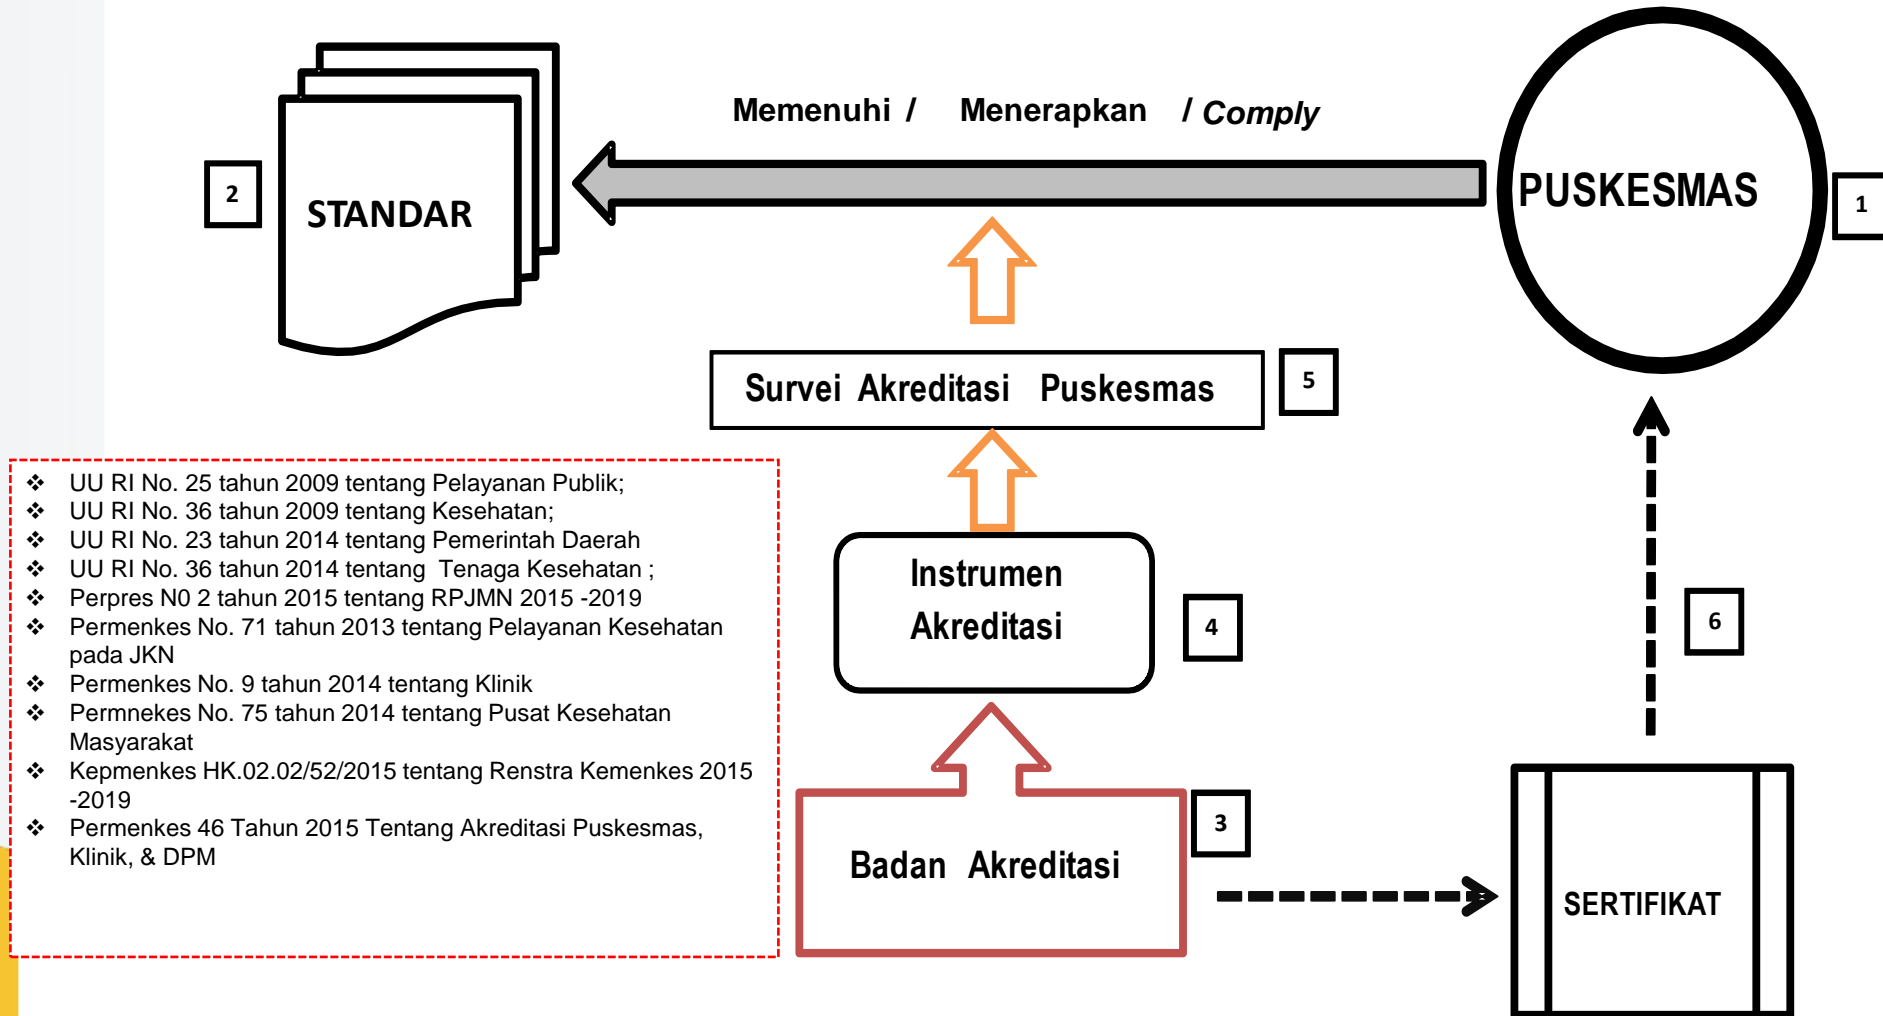 Memenuhi / Menerapkan / Comply
2
STANDAR
PUSKESMAS
1
Survei Akreditasi Puskesmas
5
❖ UU RI No. 25 tahun 2009 tentang Pelayanan Publik;
❖ UU RI No. 36 tahun 2009 tentang Kesehatan;
❖ UU RI No. 23 tahun 2014 tentang Pemerintah Daerah
❖ UU RI No. 36 tahun 2014 tentang Tenaga Kesehatan ;
❖ Perpres N0 2 tahun 2015 tentang RPJMN 2015 -2019
❖ Permenkes No. 71 tahun 2013 tentang Pelayanan Kesehatan
pada JKN
❖ Permenkes No. 9 tahun 2014 tentang Klinik
❖ Permnekes No. 75 tahun 2014 tentang Pusat Kesehatan
Masyarakat
❖ Kepmenkes HK.02.02/52/2015 tentang Renstra Kemenkes 2015
-2019
❖ Permenkes 46 Tahun 2015 Tentang Akreditasi Puskesmas,
Klinik, & DPM
Instrumen
Akreditasi
4
6
Badan Akreditasi
3
SERTIFIKAT